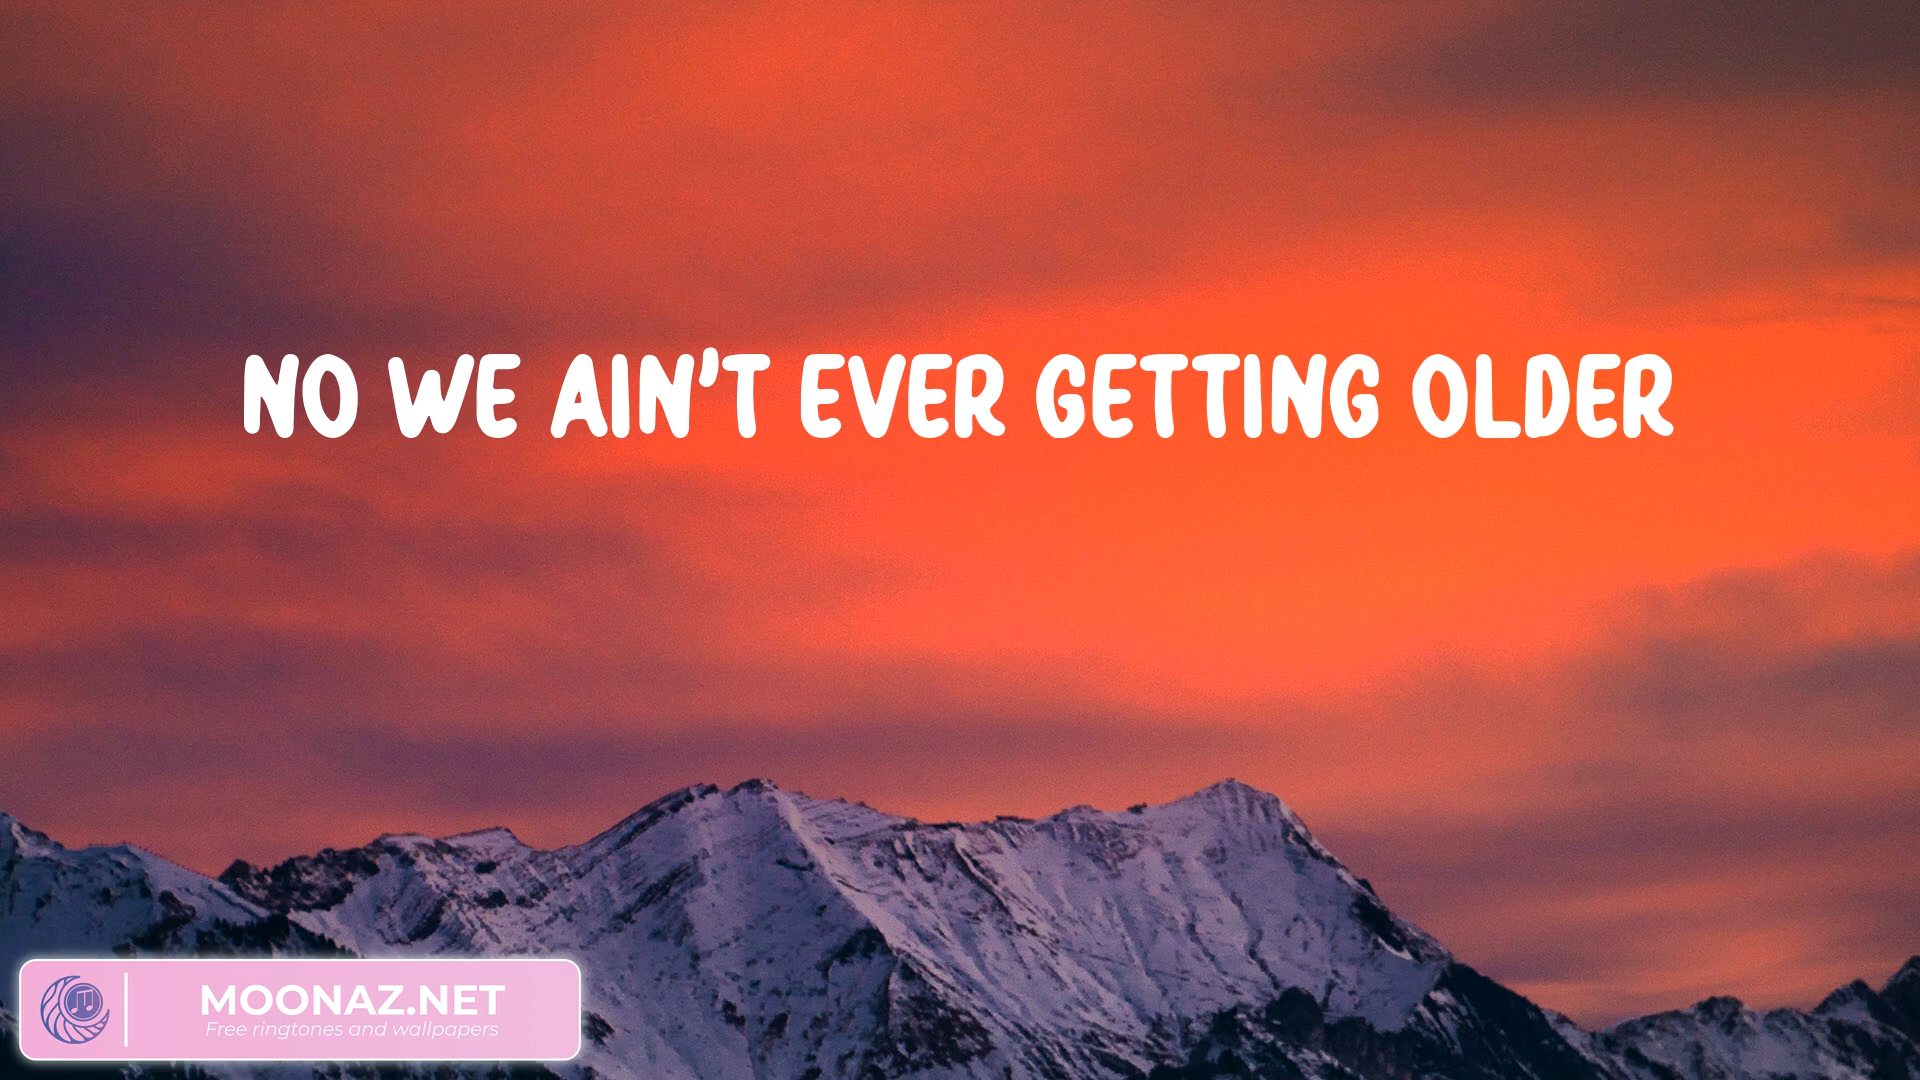 NO WE AIN'T EVER GETTING OLDER
MOONAZ.NET
Free ringtones and wallpapers